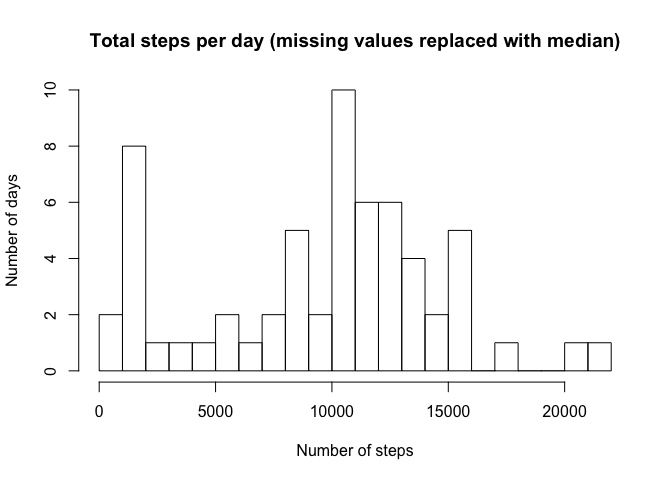 Total steps per day (missing values replaced with median)
Number of days
10
8
6
4
2
0
0 5000 10000 15000 20000
Number of steps